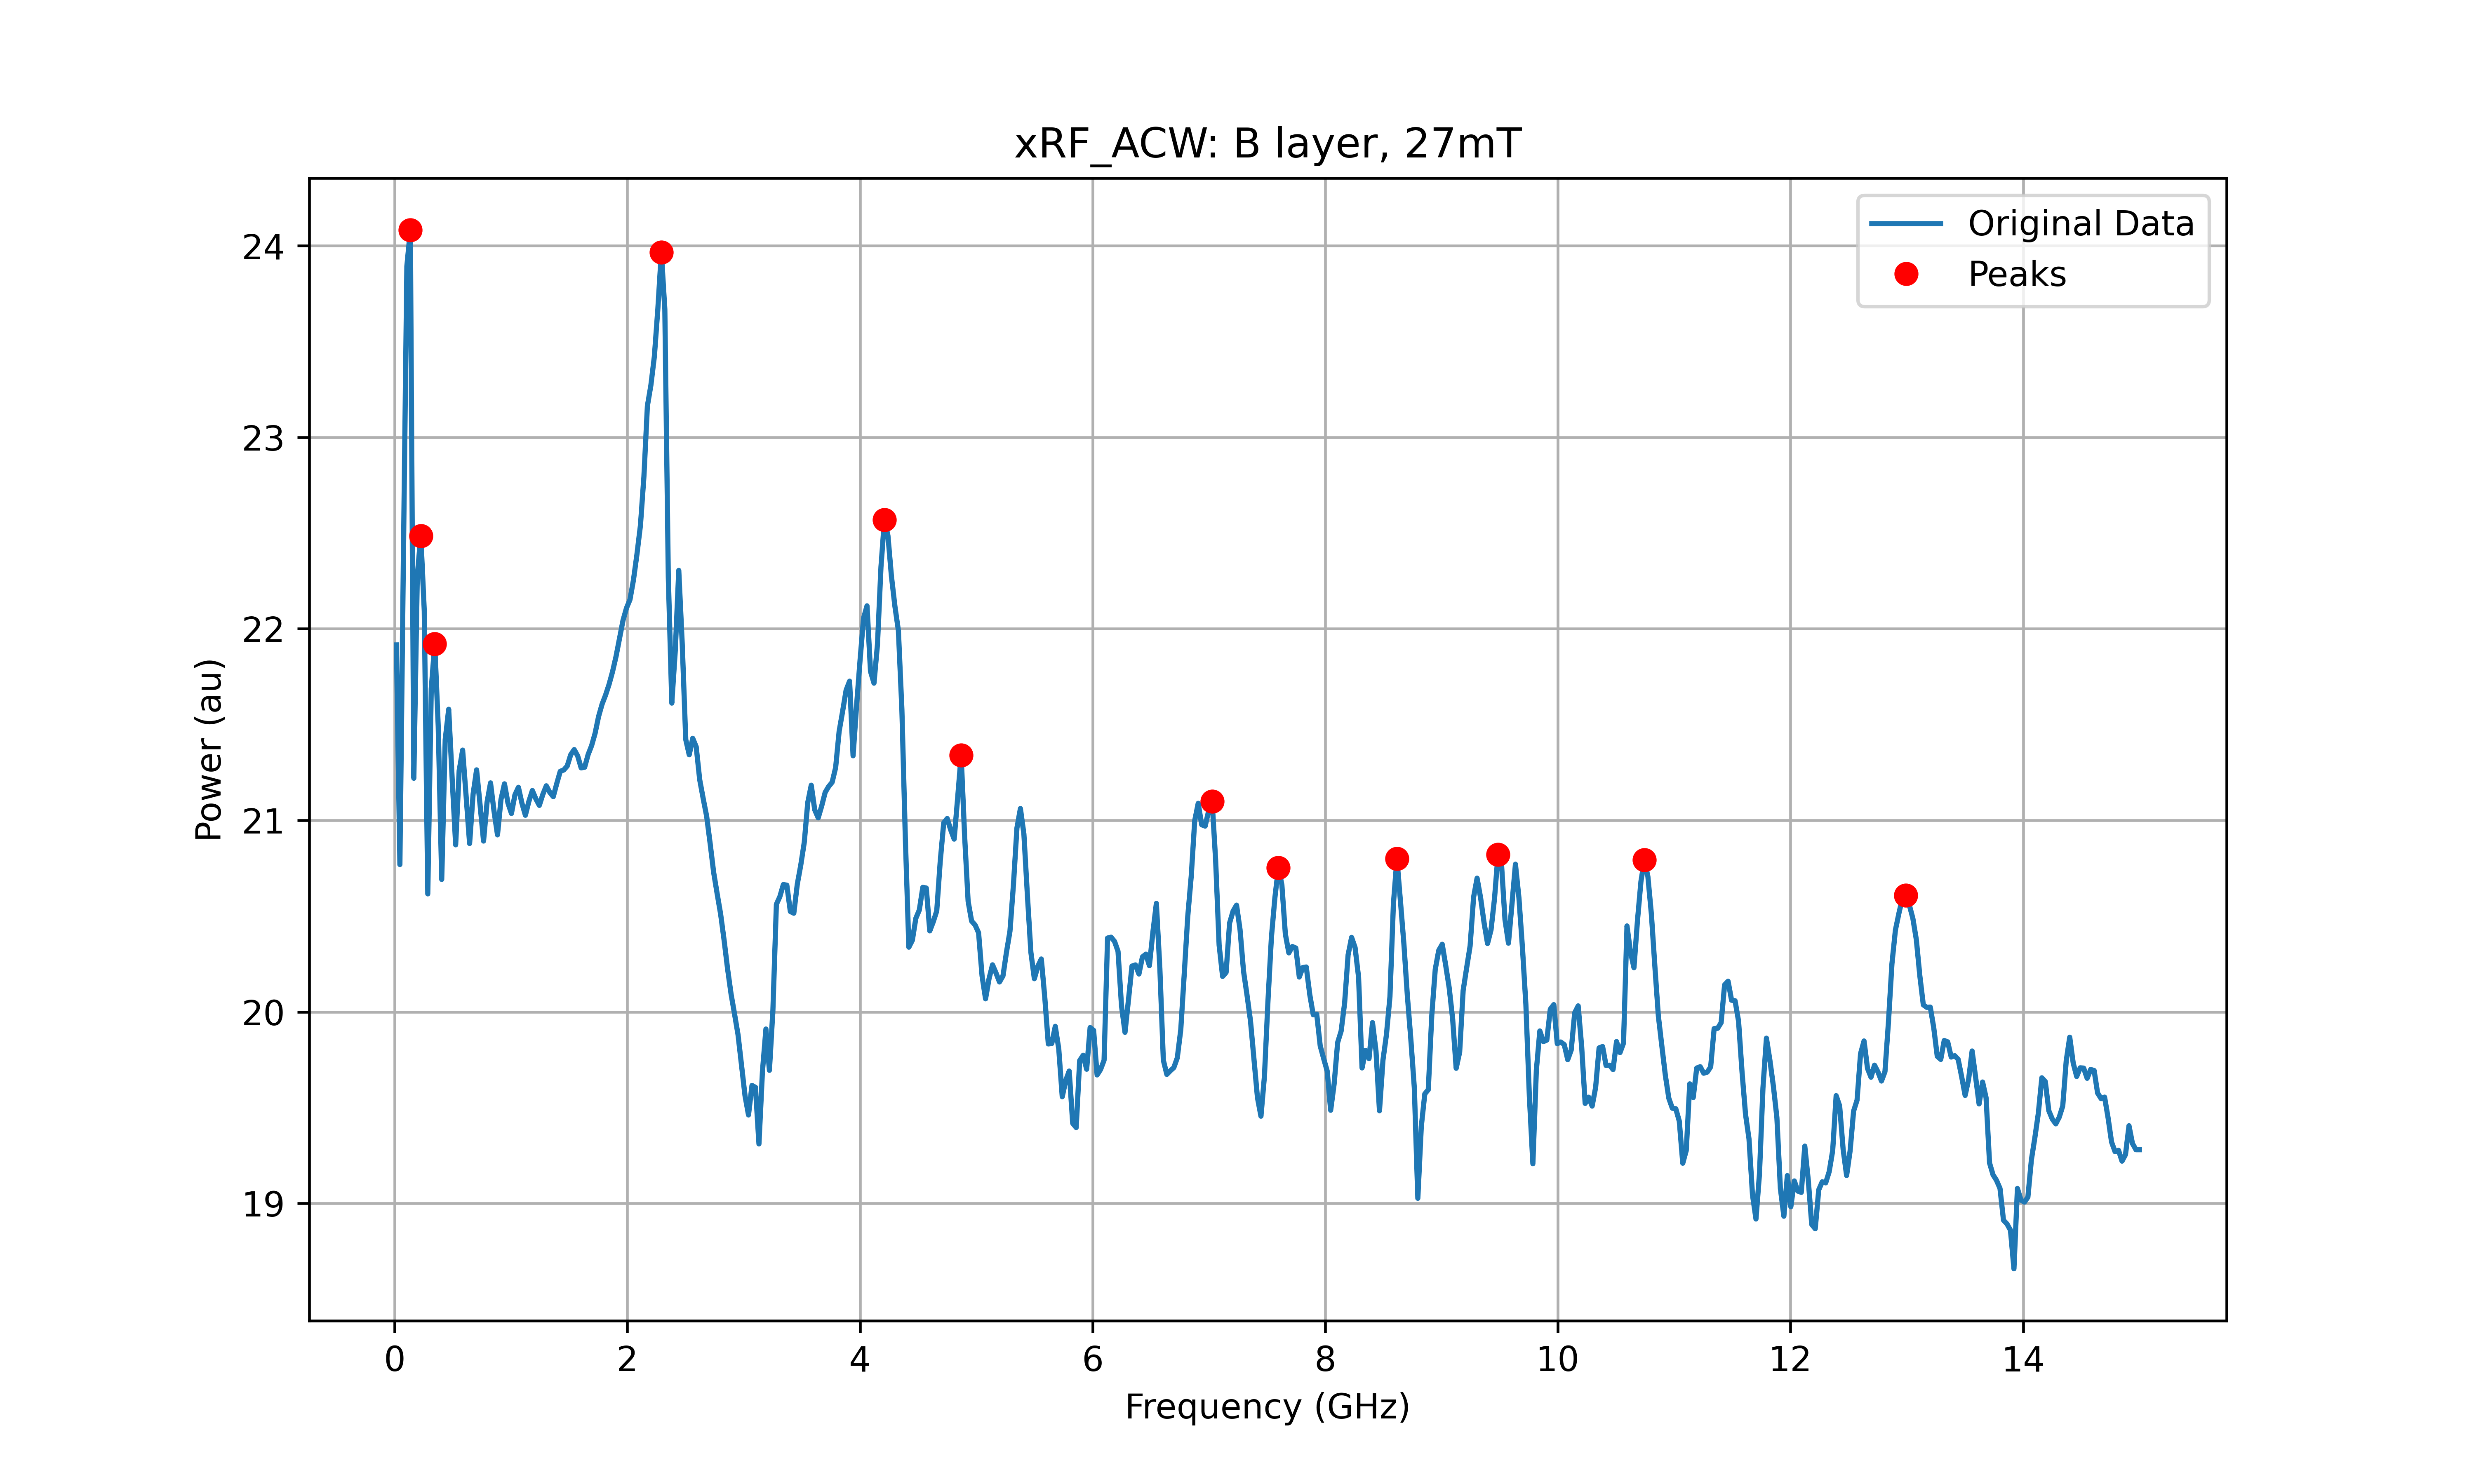 xRF_ACW: B layer, 27mT
Original Data
Peaks
24
23
22
21
20
19
Power (au)
0 2 4 6 8 10 12 14
Frequency (GHz)